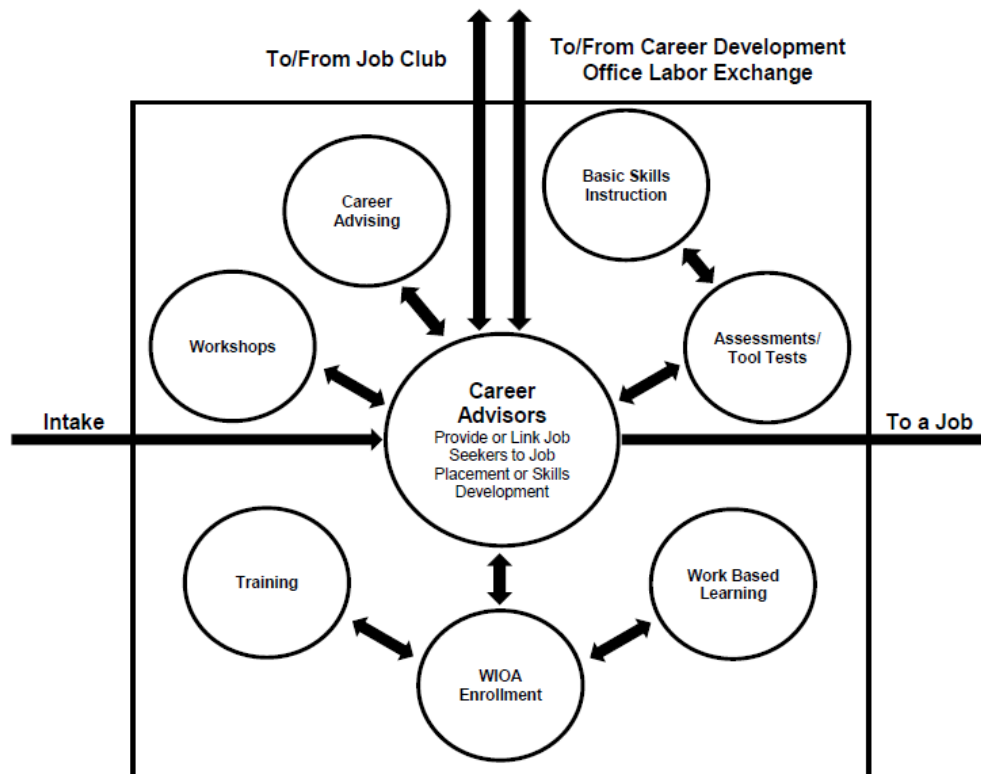 To/From Job Club
To/From Career Development
Office Labor Exchange
Career
Advising
Basic Skills
Instruction
Workshops
Assessments/
Tool Tests
Intake
Career
Advisors
Provide or Link Job
Seekers to Job
Placement or Skills
Development
To a Job
Training
Work Based
Learning
WIOA
Enrollment